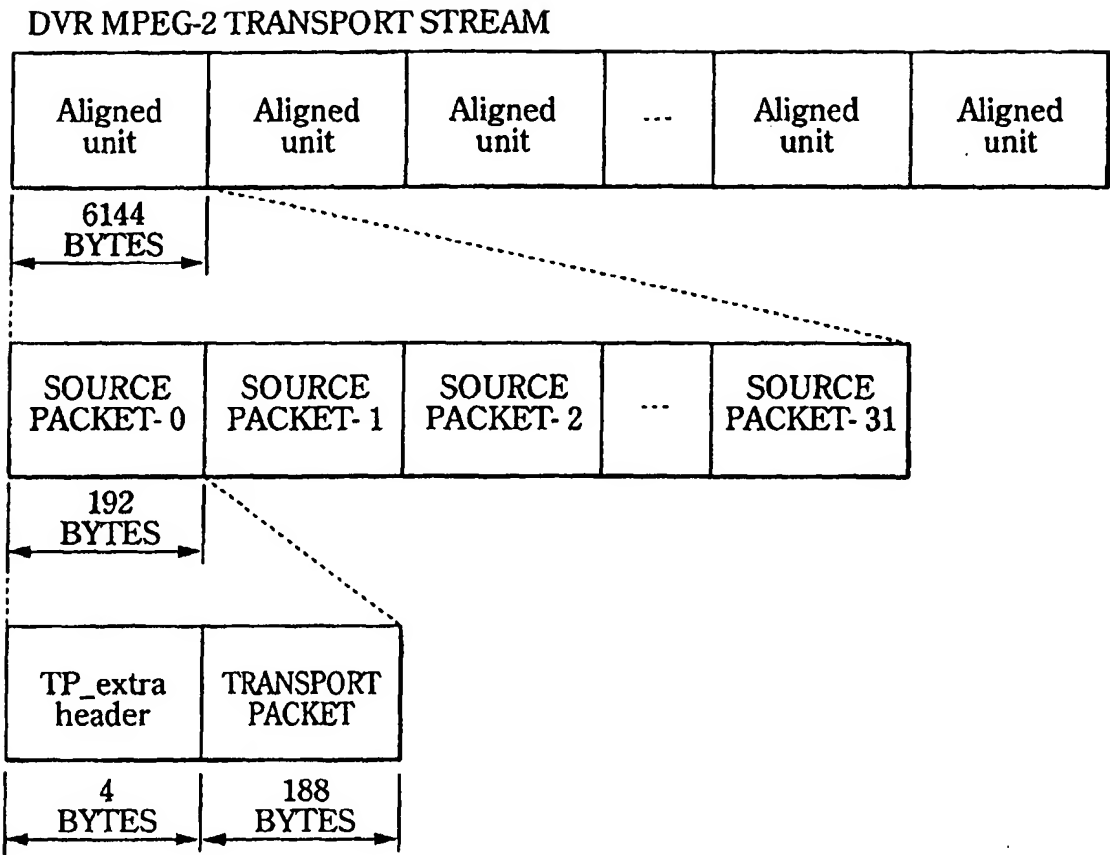 DVR MPEG-2 TRANSPORT STREAM
Aligned unit Aligned unit Aligned unit ... Aligned unit Aligned unit
6144 BYTES
SOURCE PACKET- 0 SOURCE PACKET- 1 SOURCE PACKET- 2 ... SOURCE PACKET- 31
192 BYTES
TP_extra header TRANSPORT PACKET
4 BYTES 188 BYTES